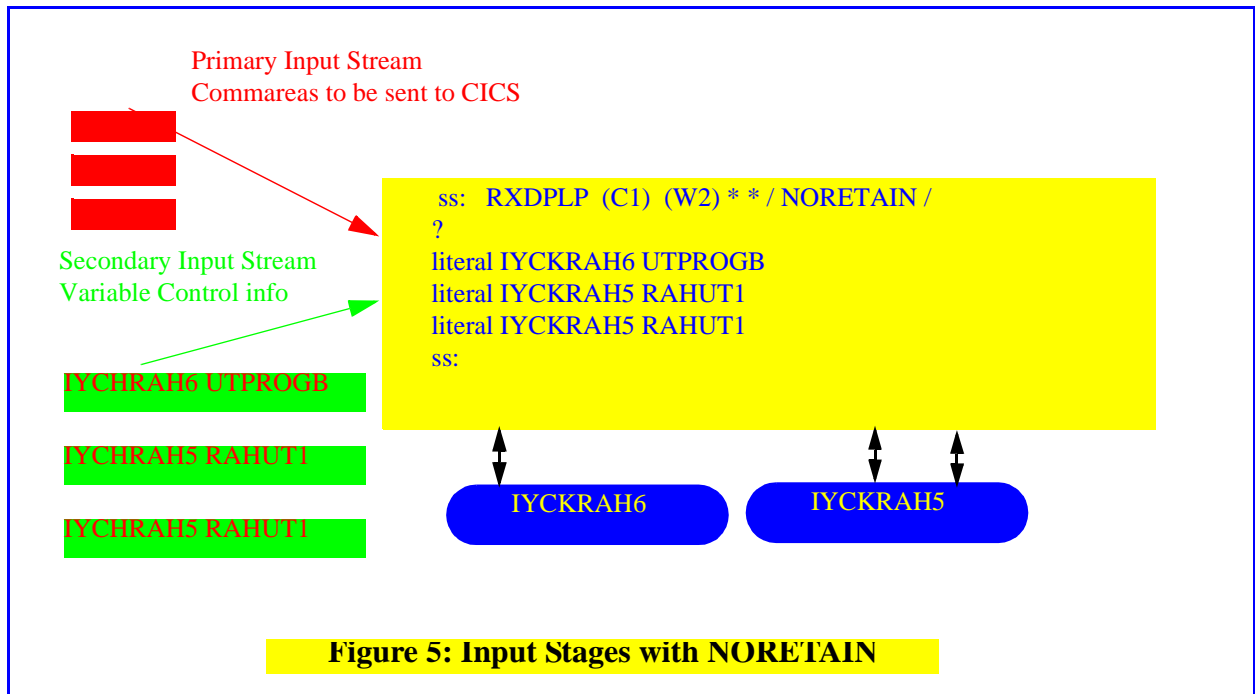 Primary Input Stream
Commareas to be sent to CICS
ss: RXDPLP (C1) (W2) * * / NORETAIN /
?
literal IYCKRAH6 UTPROGB
literal IYCKRAH5 RAHUT1
literal IYCKRAH5 RAHUT1
ss:
Secondary Input Stream
Variable Control info
IYCHRAH6 UTPROGB
IYCHRAH5 RAHUT1
IYCHRAH5 RAHUT1
IYCKRAH6
IYCKRAH5
Figure 5: Input Stages with NORETAIN